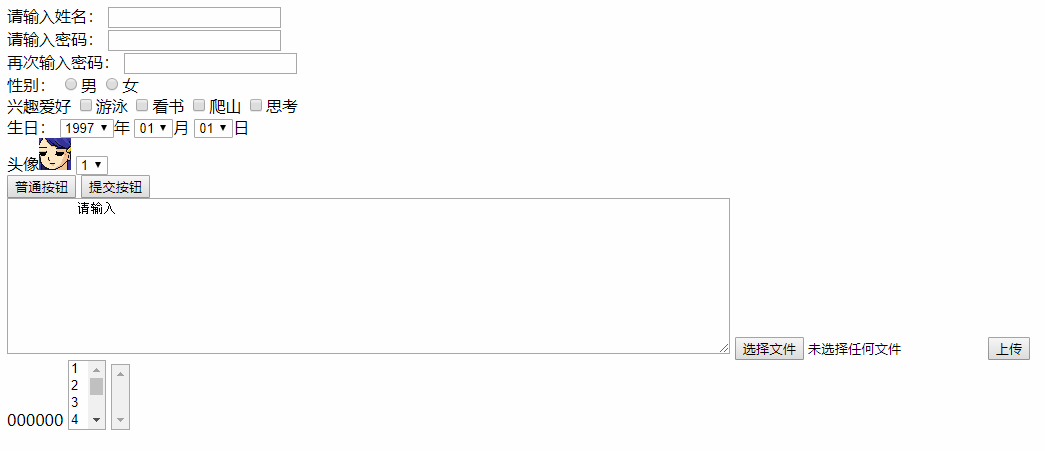 请输入姓名：
请输入密码：
再次输入密码：
性别： 男 女
兴趣爱好 游泳 看书 爬山 思考
生日： 1997 年 01 月 01 日
头像 1
普通按钮 提交按钮
请输入
选择文件 未选择任何文件 上传
1
2
3
4
000000